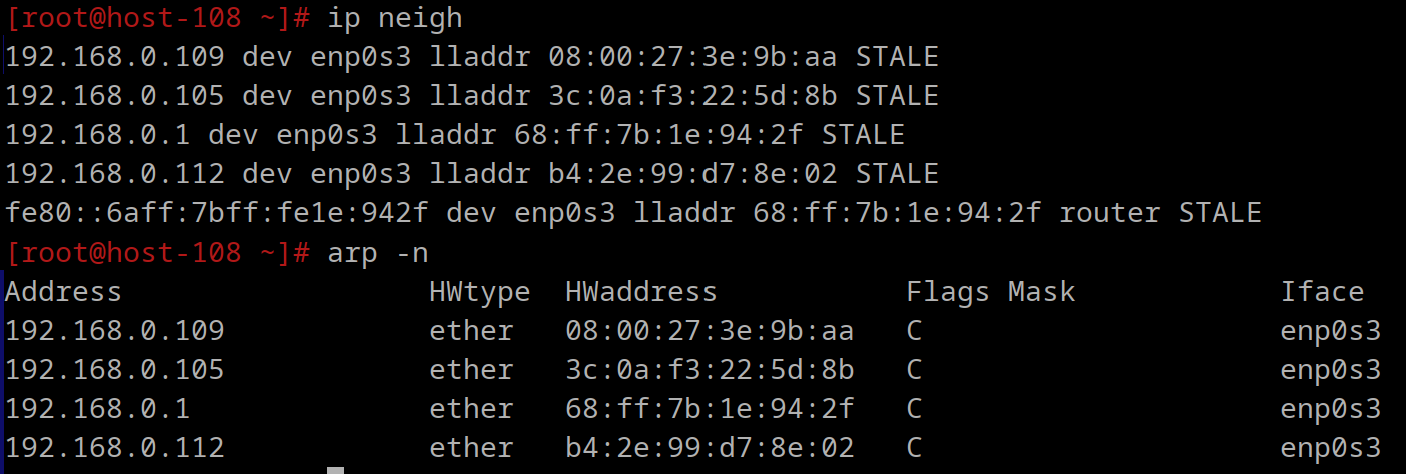 [root@host-108 ~]# ip neigh
192.168.0.109 dev enp0s3 lladdr 08:00:27:3e:9b:aa STALE
192.168.0.105 dev enp0s3 lladdr 3c:0a:f3:22:5d:8b STALE
192.168.0.1 dev enp0s3 lladdr 68:ff:7b:1e:94:2f STALE
192.168.0.112 dev enp0s3 lladdr b4:2e:99:d7:8e:02 STALE
fe80::6aff:7bff:fe1e:942f dev enp0s3 lladdr 68:ff:7b:1e:94:2f router STALE
[root@host-108 ~]# arp -n
Address                  HWtype  HWaddress           Flags Mask            Iface
192.168.0.109            ether   08:00:27:3e:9b:aa   C                     enp0s3
192.168.0.105            ether   3c:0a:f3:22:5d:8b   C                     enp0s3
192.168.0.1              ether   68:ff:7b:1e:94:2f   C                     enp0s3
192.168.0.112            ether   b4:2e:99:d7:8e:02   C                     enp0s3